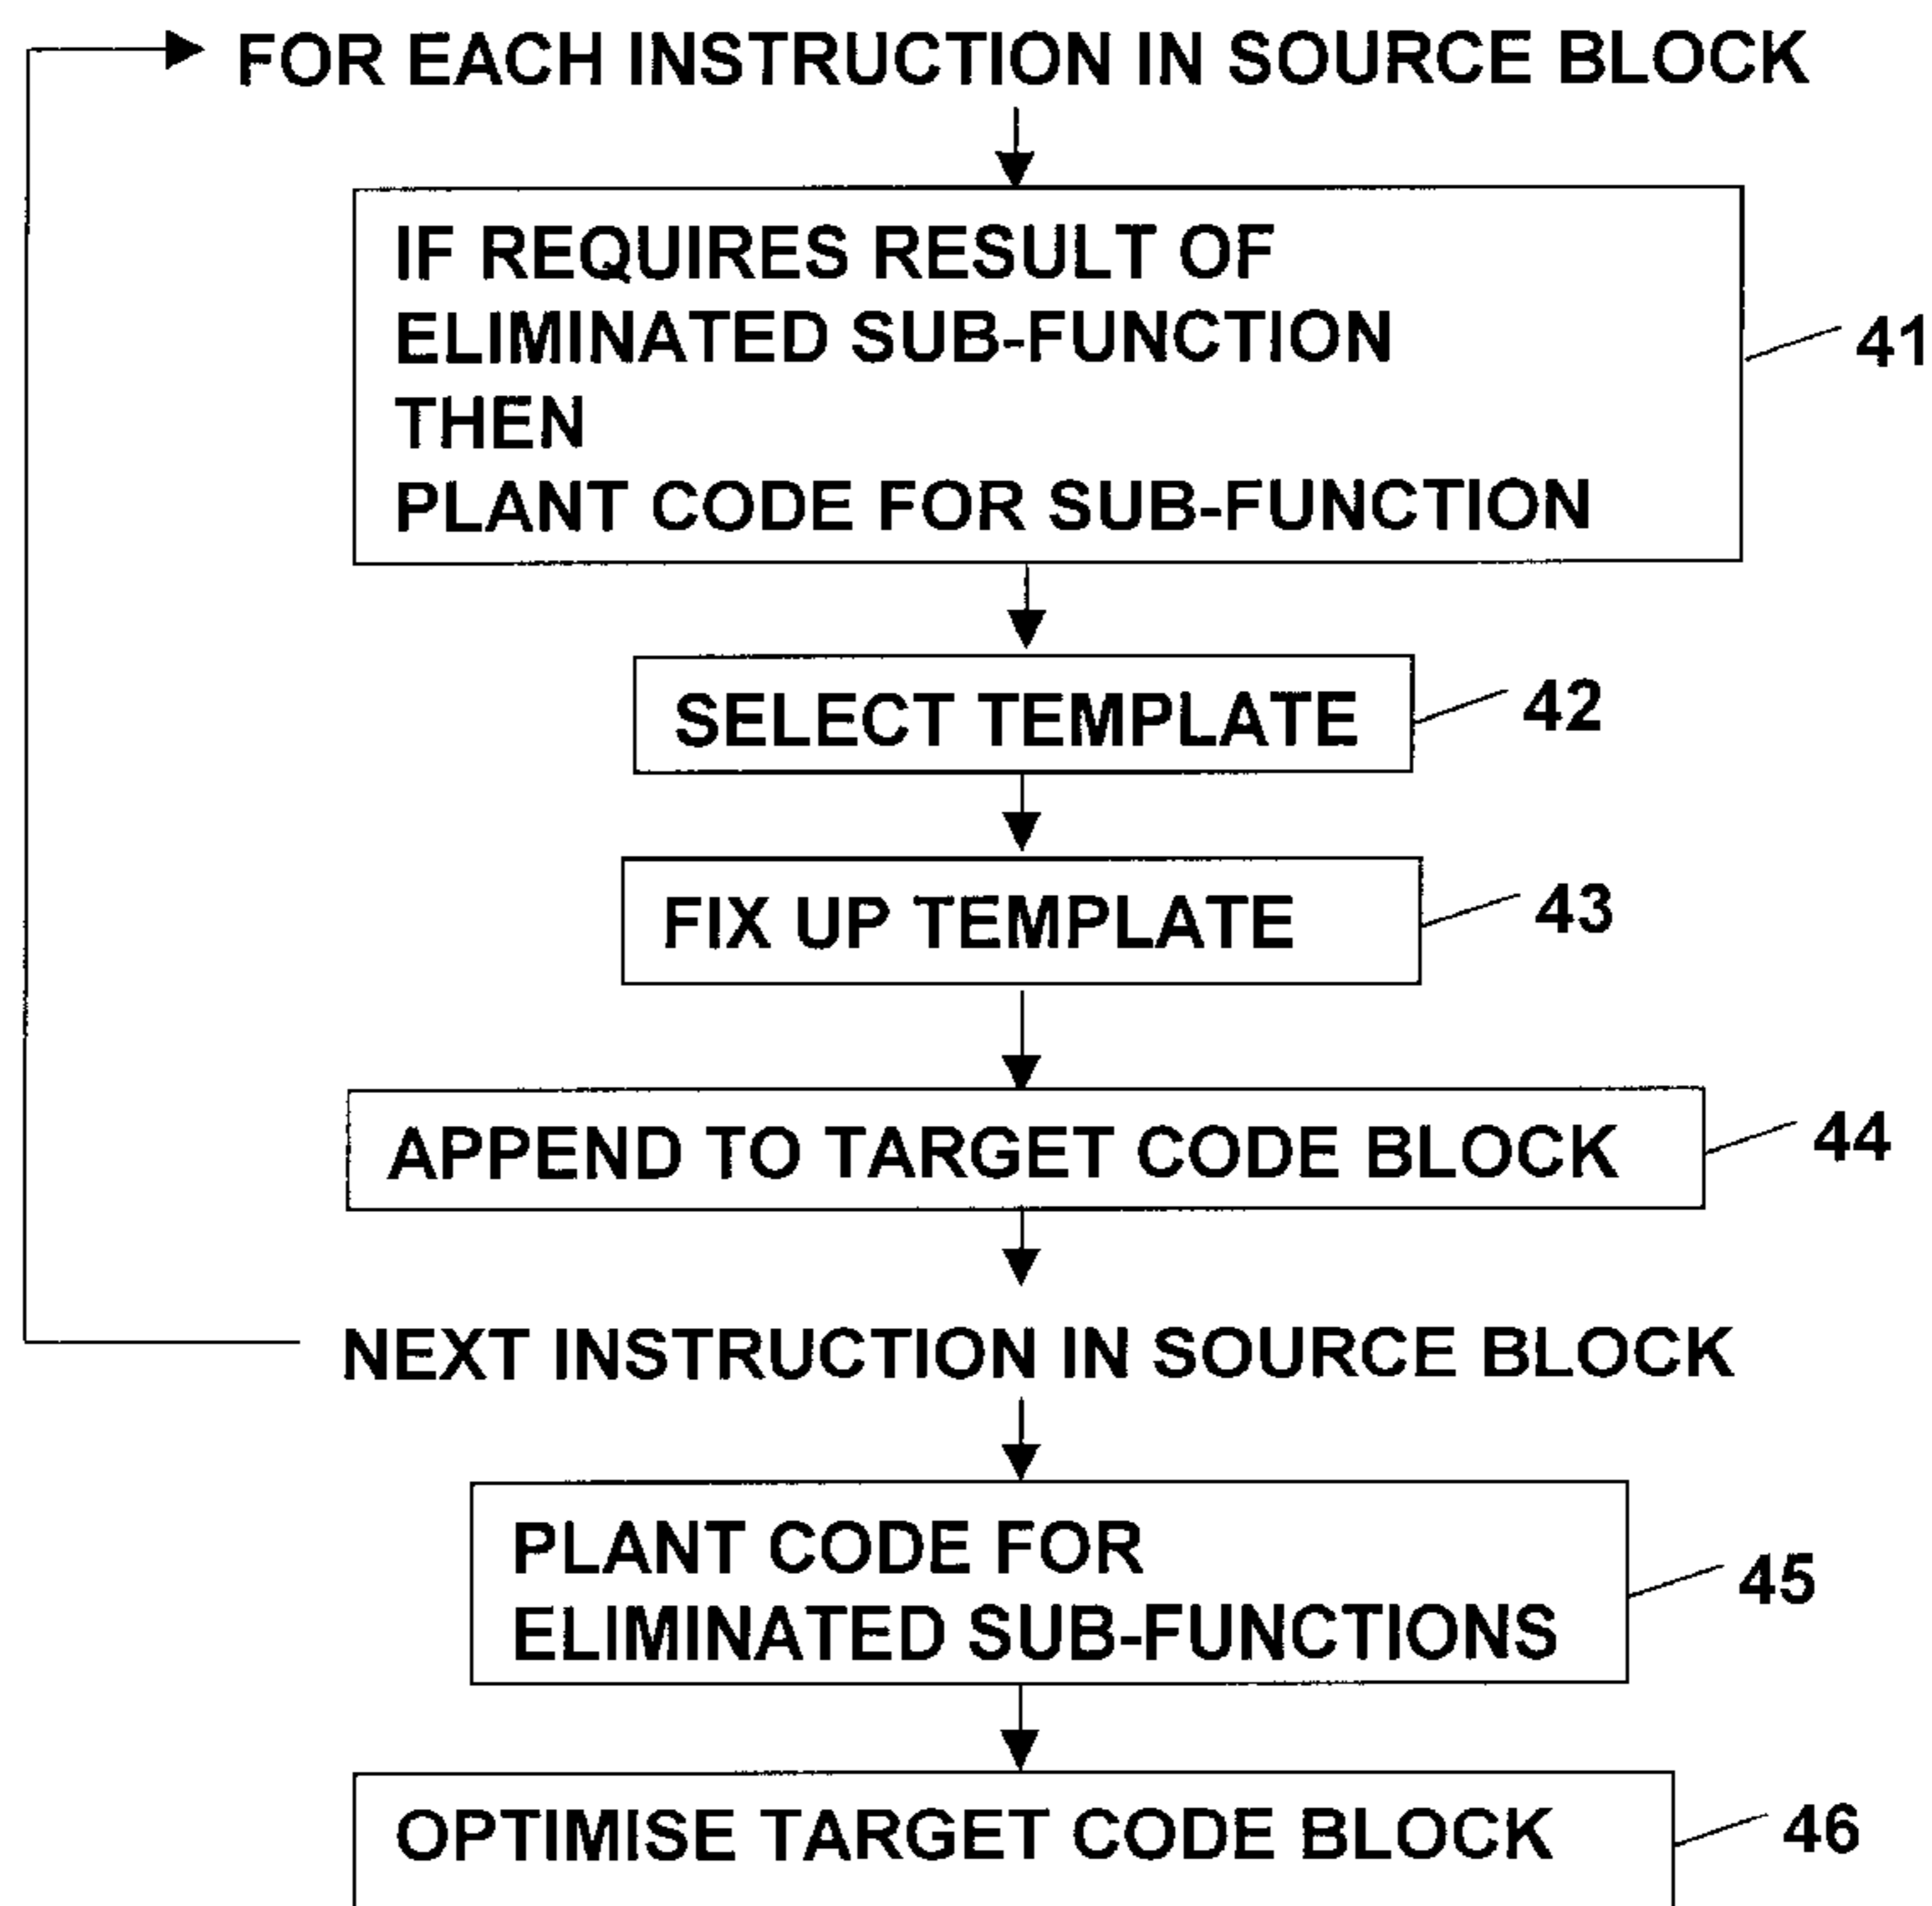 FOR EACH INSTRUCTION IN SOURCE BLOCK
IF REQUIRES RESULT OF
ELIMINATED SUB-FUNCTION
THEN
PLANT CODE FOR SUB-FUNCTION
41
SELECT TEMPLATE
42
FIX UP TEMPLATE
43
APPEND TO TARGET CODE BLOCK
44
NEXT INSTRUCTION IN SOURCE BLOCK
PLANT CODE FOR
ELIMINATED SUB-FUNCTIONS
45
OPTIMISE TARGET CODE BLOCK
46